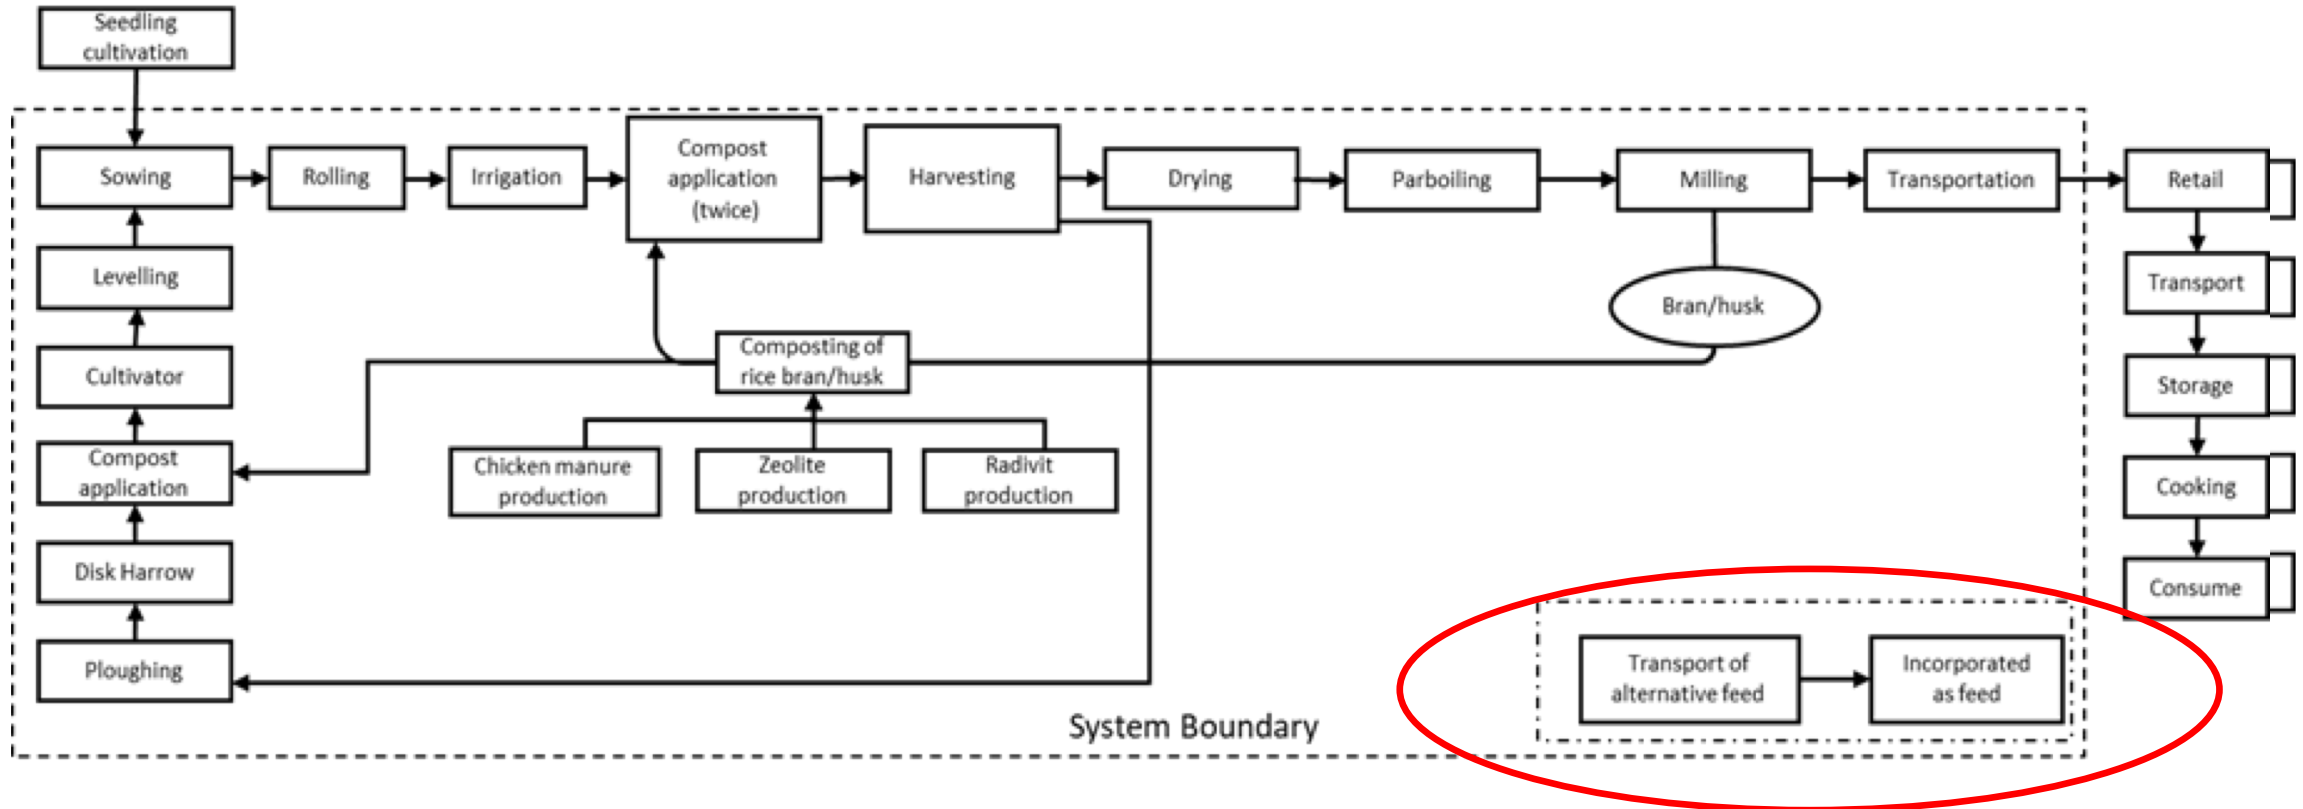 Seedling
cultivation
Sowing
Rolling
Irrigation
Compost
application
(twice)
Harvesting
Drying
Parboiling
Milling
Transportation
Retail
Levelling
Bran/husk
Transport
Cultivator
Composting of
rice bran/husk
Storage
Compost
application
Chicken manure
production
Zeolite
production
Radivit
production
Cooking
Disk Harrow
Consume
Ploughing
Transport of
alternative feed
Incorporated
as feed
System Boundary